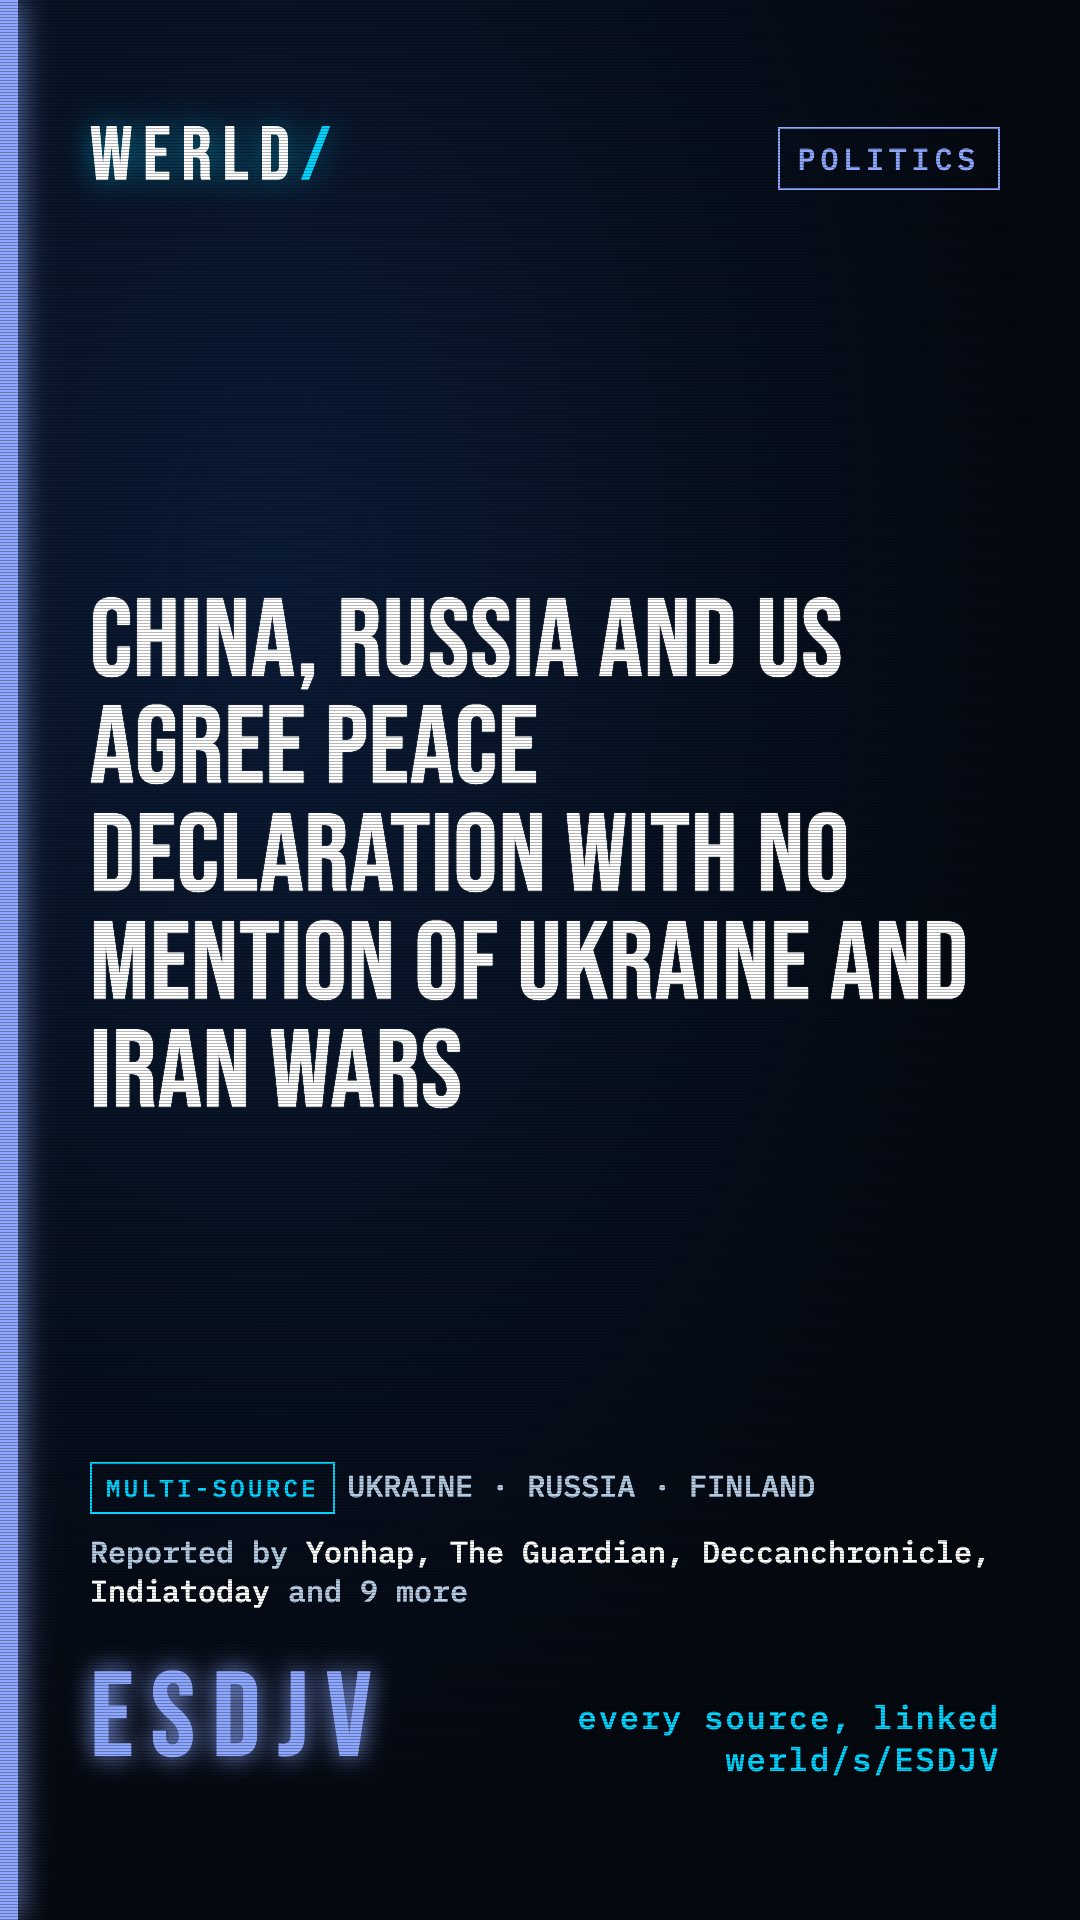 WERLD/
POLITICS
CHINA, RUSSIA AND US
AGREE PEACE
DECLARATION WITH NO
MENTION OF UKRAINE AND
IRAN WARS
MULTI-SOURCE UKRAINE · RUSSIA · FINLAND
Reported by Yonhap, The Guardian, Deccanchronicle,
Indiatoday and 9 more
ESDJV
every source, linked
werld/s/ESDJV